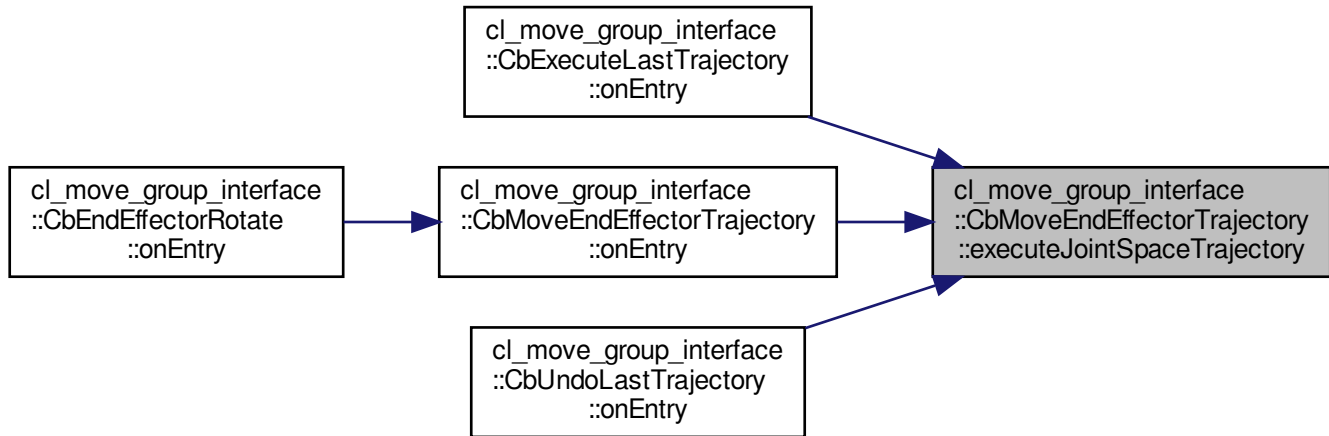 cl_move_group_interface
::CbExecuteLastTrajectory
::onEntry
cl_move_group_interface
::CbEndEffectorRotate
::onEntry
cl_move_group_interface
::CbMoveEndEffectorTrajectory
::onEntry
cl_move_group_interface
::CbMoveEndEffectorTrajectory
::executeJointSpaceTrajectory
cl_move_group_interface
::CbUndoLastTrajectory
::onEntry